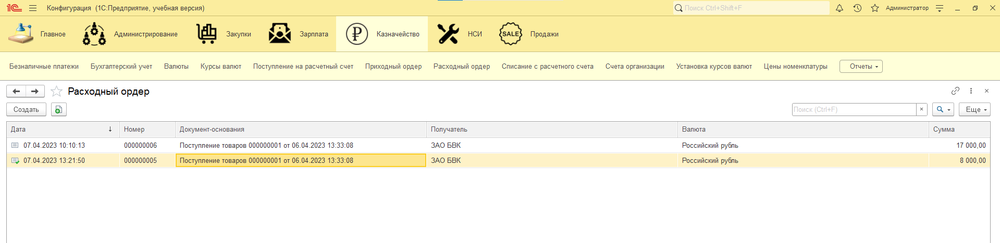 1С Конфигурация (1С:Предприятие, учебная версия) Поиск Ctrl+Shift+F Администратор
Главное Администрирование Закупки Зарплата Казначейство НСИ SALE Продажи
Безналичные платежи Бухгалтерский учет Валюты Курсы валют Поступление на расчетный счет Приходный ордер Расходный ордер Списание с расчетного счета Счета организации Установка курсов валют Цены номенклатуры Отчеты
Расходный ордер
Создать Поиск (Ctrl+F) × Еще
Дата ↓ Номер Документ-основания Получатель Валюта Сумма
07.04.2023 10:10:13 000000006 Поступление товаров 000000001 от 06.04.2023 13:33:08 ЗАО БВК Российский рубль 17 000,00
07.04.2023 13:21:50 000000005 Поступление товаров 000000001 от 06.04.2023 13:33:08 ЗАО БВК Российский рубль 8 000,00